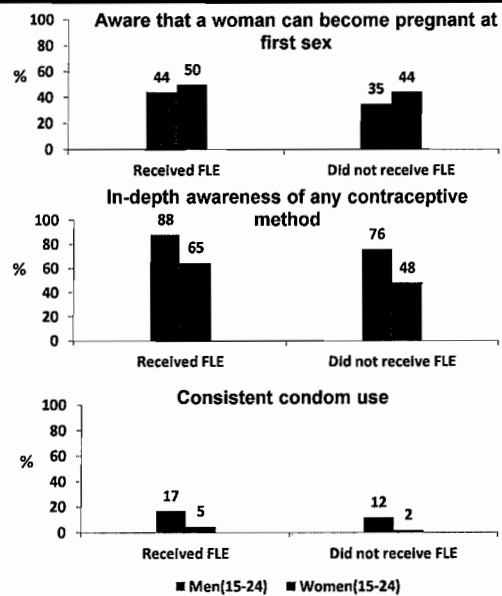 Aware that a woman can become pregnant at
first sex
100
80
%
60
40
20
0
44
50
35
44
Received FLE
Did not receive FLE
In-depth awareness of any contraceptive
method
100
80
%
60
40
20
0
88
65
76
48
Received FLE
Did not receive FLE
Consistent condom use
100
80
%
60
40
20
0
17
5
12
2
Received FLE
Did not receive FLE
Men(15-24)
Women(15-24)